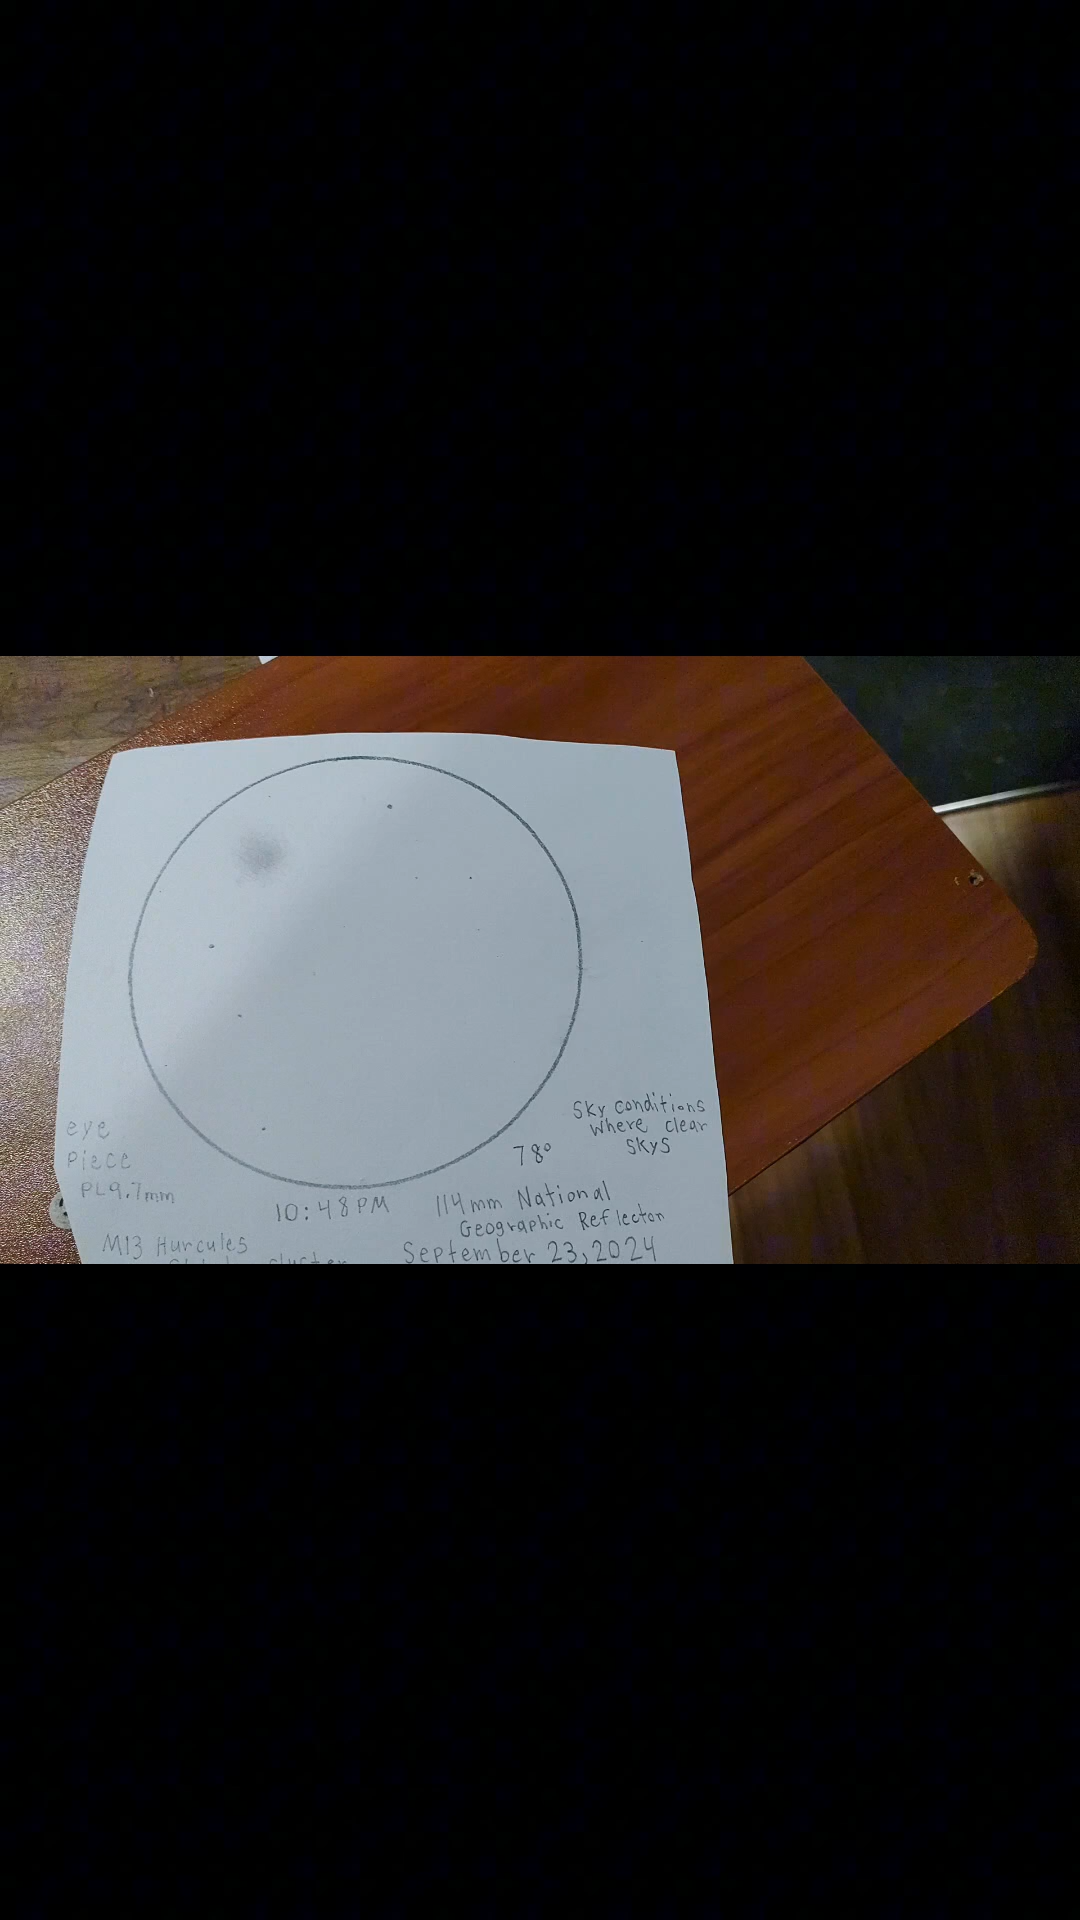 Sky conditions
where clear
skys
78°
eye
Piece
PL9.7mm
10:48PM
114mm National
Geographic Reflector
M13 Hurcules
cluster
September 23, 2024